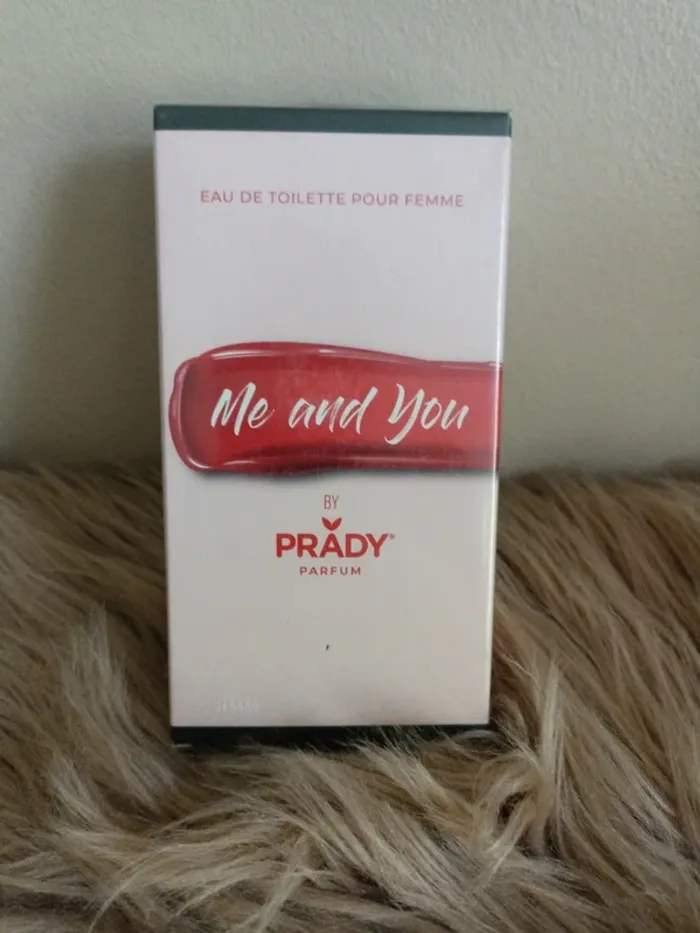 EAU DE TOILETTE POUR FEMME
Me and You
BY
PRADY®
PARFUM